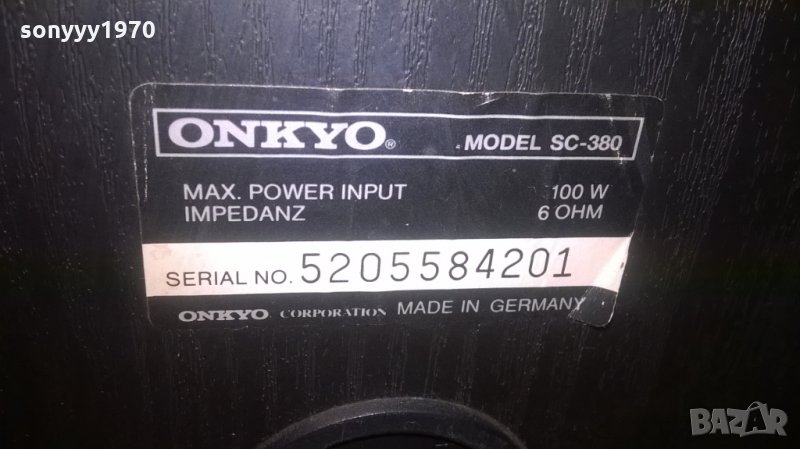 sonyyy1970
ONKYO® MODEL SC-380
MAX. POWER INPUT 100 W
IMPEDANZ 6 OHM
SERIAL NO. 5205584201
ONKYO CORPORATION MADE IN GERMANY
BAZAR